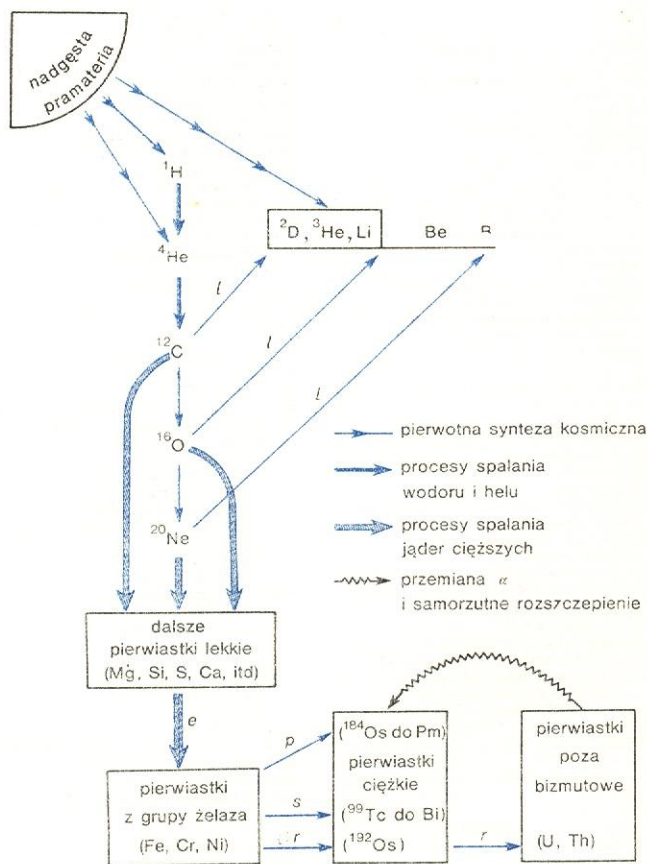 nadgęsta
pramateria
¹H
²D, ³He, Li Be B
⁴He
l
¹²C
l
l
¹⁶O
pierwotna synteza kosmiczna
procesy spalania
wodoru i helu
²⁰Ne
procesy spalania
jąder cięższych
przemiana α
i samorzutne rozszczepienie
dalsze
pierwiastki lekkie
(Mg, Si, S, Ca, itd)
e
p
(¹⁸⁴Os do Pm)
pierwiastki
ciężkie
(⁹⁹Tc do Bi)
(¹⁹²Os)
pierwiastki
poza
bizmutowe
(U, Th)
pierwiastki
z grupy żelaza
(Fe, Cr, Ni)
s
r
r